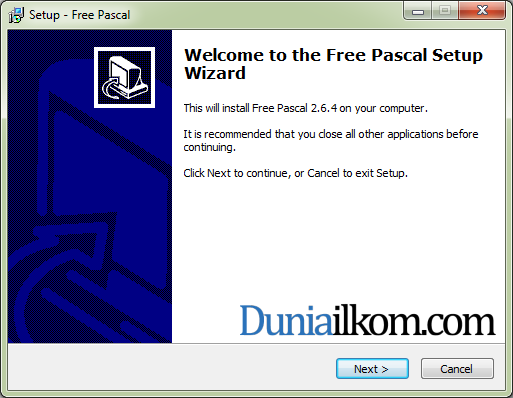 Setup - Free Pascal
Welcome to the Free Pascal Setup
Wizard
This will install Free Pascal 2.6.4 on your computer.
It is recommended that you close all other applications before
continuing.
Click Next to continue, or Cancel to exit Setup.
Duniailkom.com
Next >
Cancel